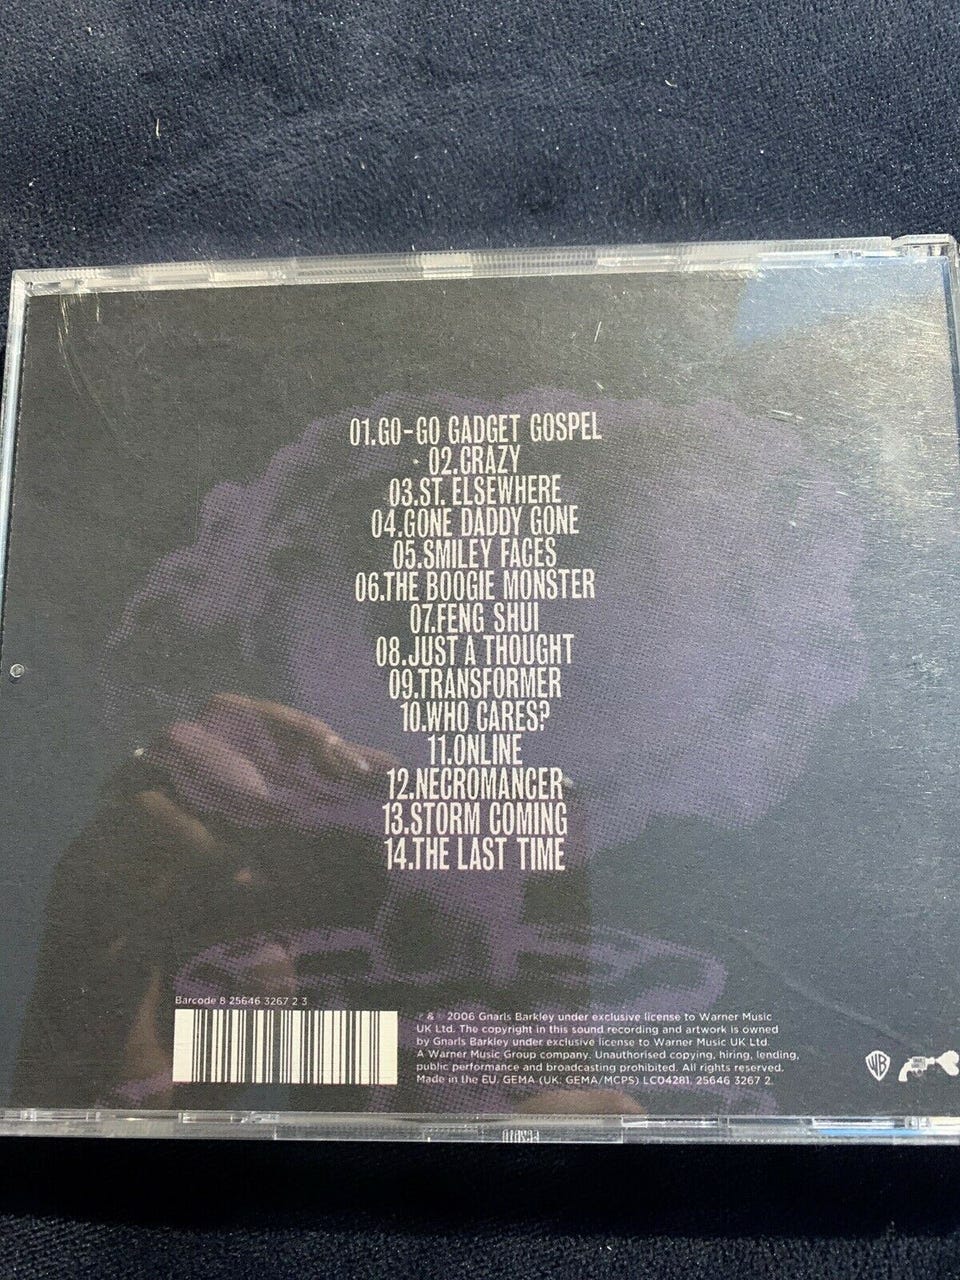 01.GO-GO GADGET GOSPEL
02.CRAZY
03.ST. ELSEWHERE
04.GONE DADDY GONE
05.SMILEY FACES
06.THE BOOGIE MONSTER
07.FENG SHUI
08.JUST A THOUGHT
09.TRANSFORMER
10.WHO CARES?
11.ONLINE
12.NECROMANCER
13.STORM COMING
14.THE LAST TIME
Barcode 8 25646 3267 2 3
℗ & © 2006 Gnarls Barkley under exclusive license to Warner Music
UK Ltd. The copyright in this sound recording and artwork is owned
by Gnarls Barkley under exclusive license to Warner Music UK Ltd.
A Warner Music Group company. Unauthorised copying, hiring, lending,
public performance and broadcasting prohibited. All rights reserved.
Made in the EU. GEMA (UK: GEMA/MCPS) LC04281. 25646 3267 2.
WB